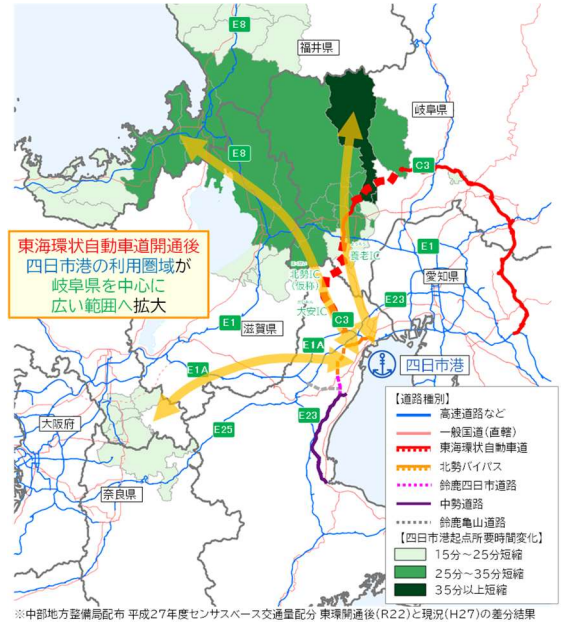 E8
福井県
岐阜県
E8
C3
東海環状自動車道開通後
四日市港の利用圏域が
岐阜県を中心に
広い範囲へ拡大
養老IC
E1
北勢IC
(仮称)
愛知県
大安IC
E23
C3
E1
滋賀県
E1A
E1A
四日市港
大阪府
E25
E23
奈良県
【道路種別】
高速道路など
一般国道(直轄)
東海環状自動車道
北勢バイパス
鈴鹿四日市道路
中勢道路
鈴鹿亀山道路
【四日市港起点所要時間変化】
15分~25分短縮
25分~35分短縮
35分以上短縮
※中部地方整備局配布 平成27年度センサスベース交通量配分 東環開通後(R22)と現況(H27)の差分結果